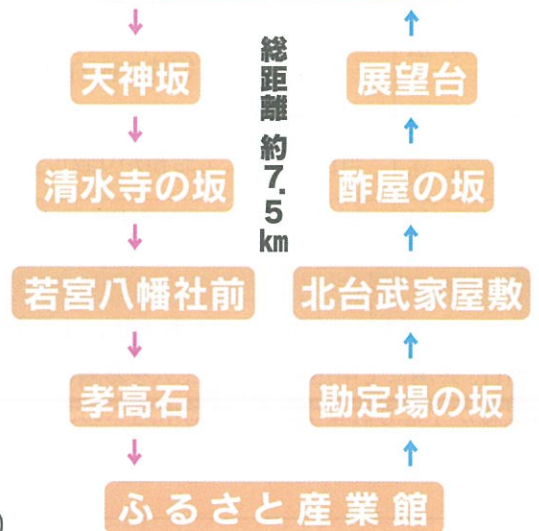 天神坂
清水寺の坂
若宮八幡社前
孝高石
総距離 約7.5km
展望台
酢屋の坂
北台武家屋敷
勘定場の坂
ふるさと産業館
)